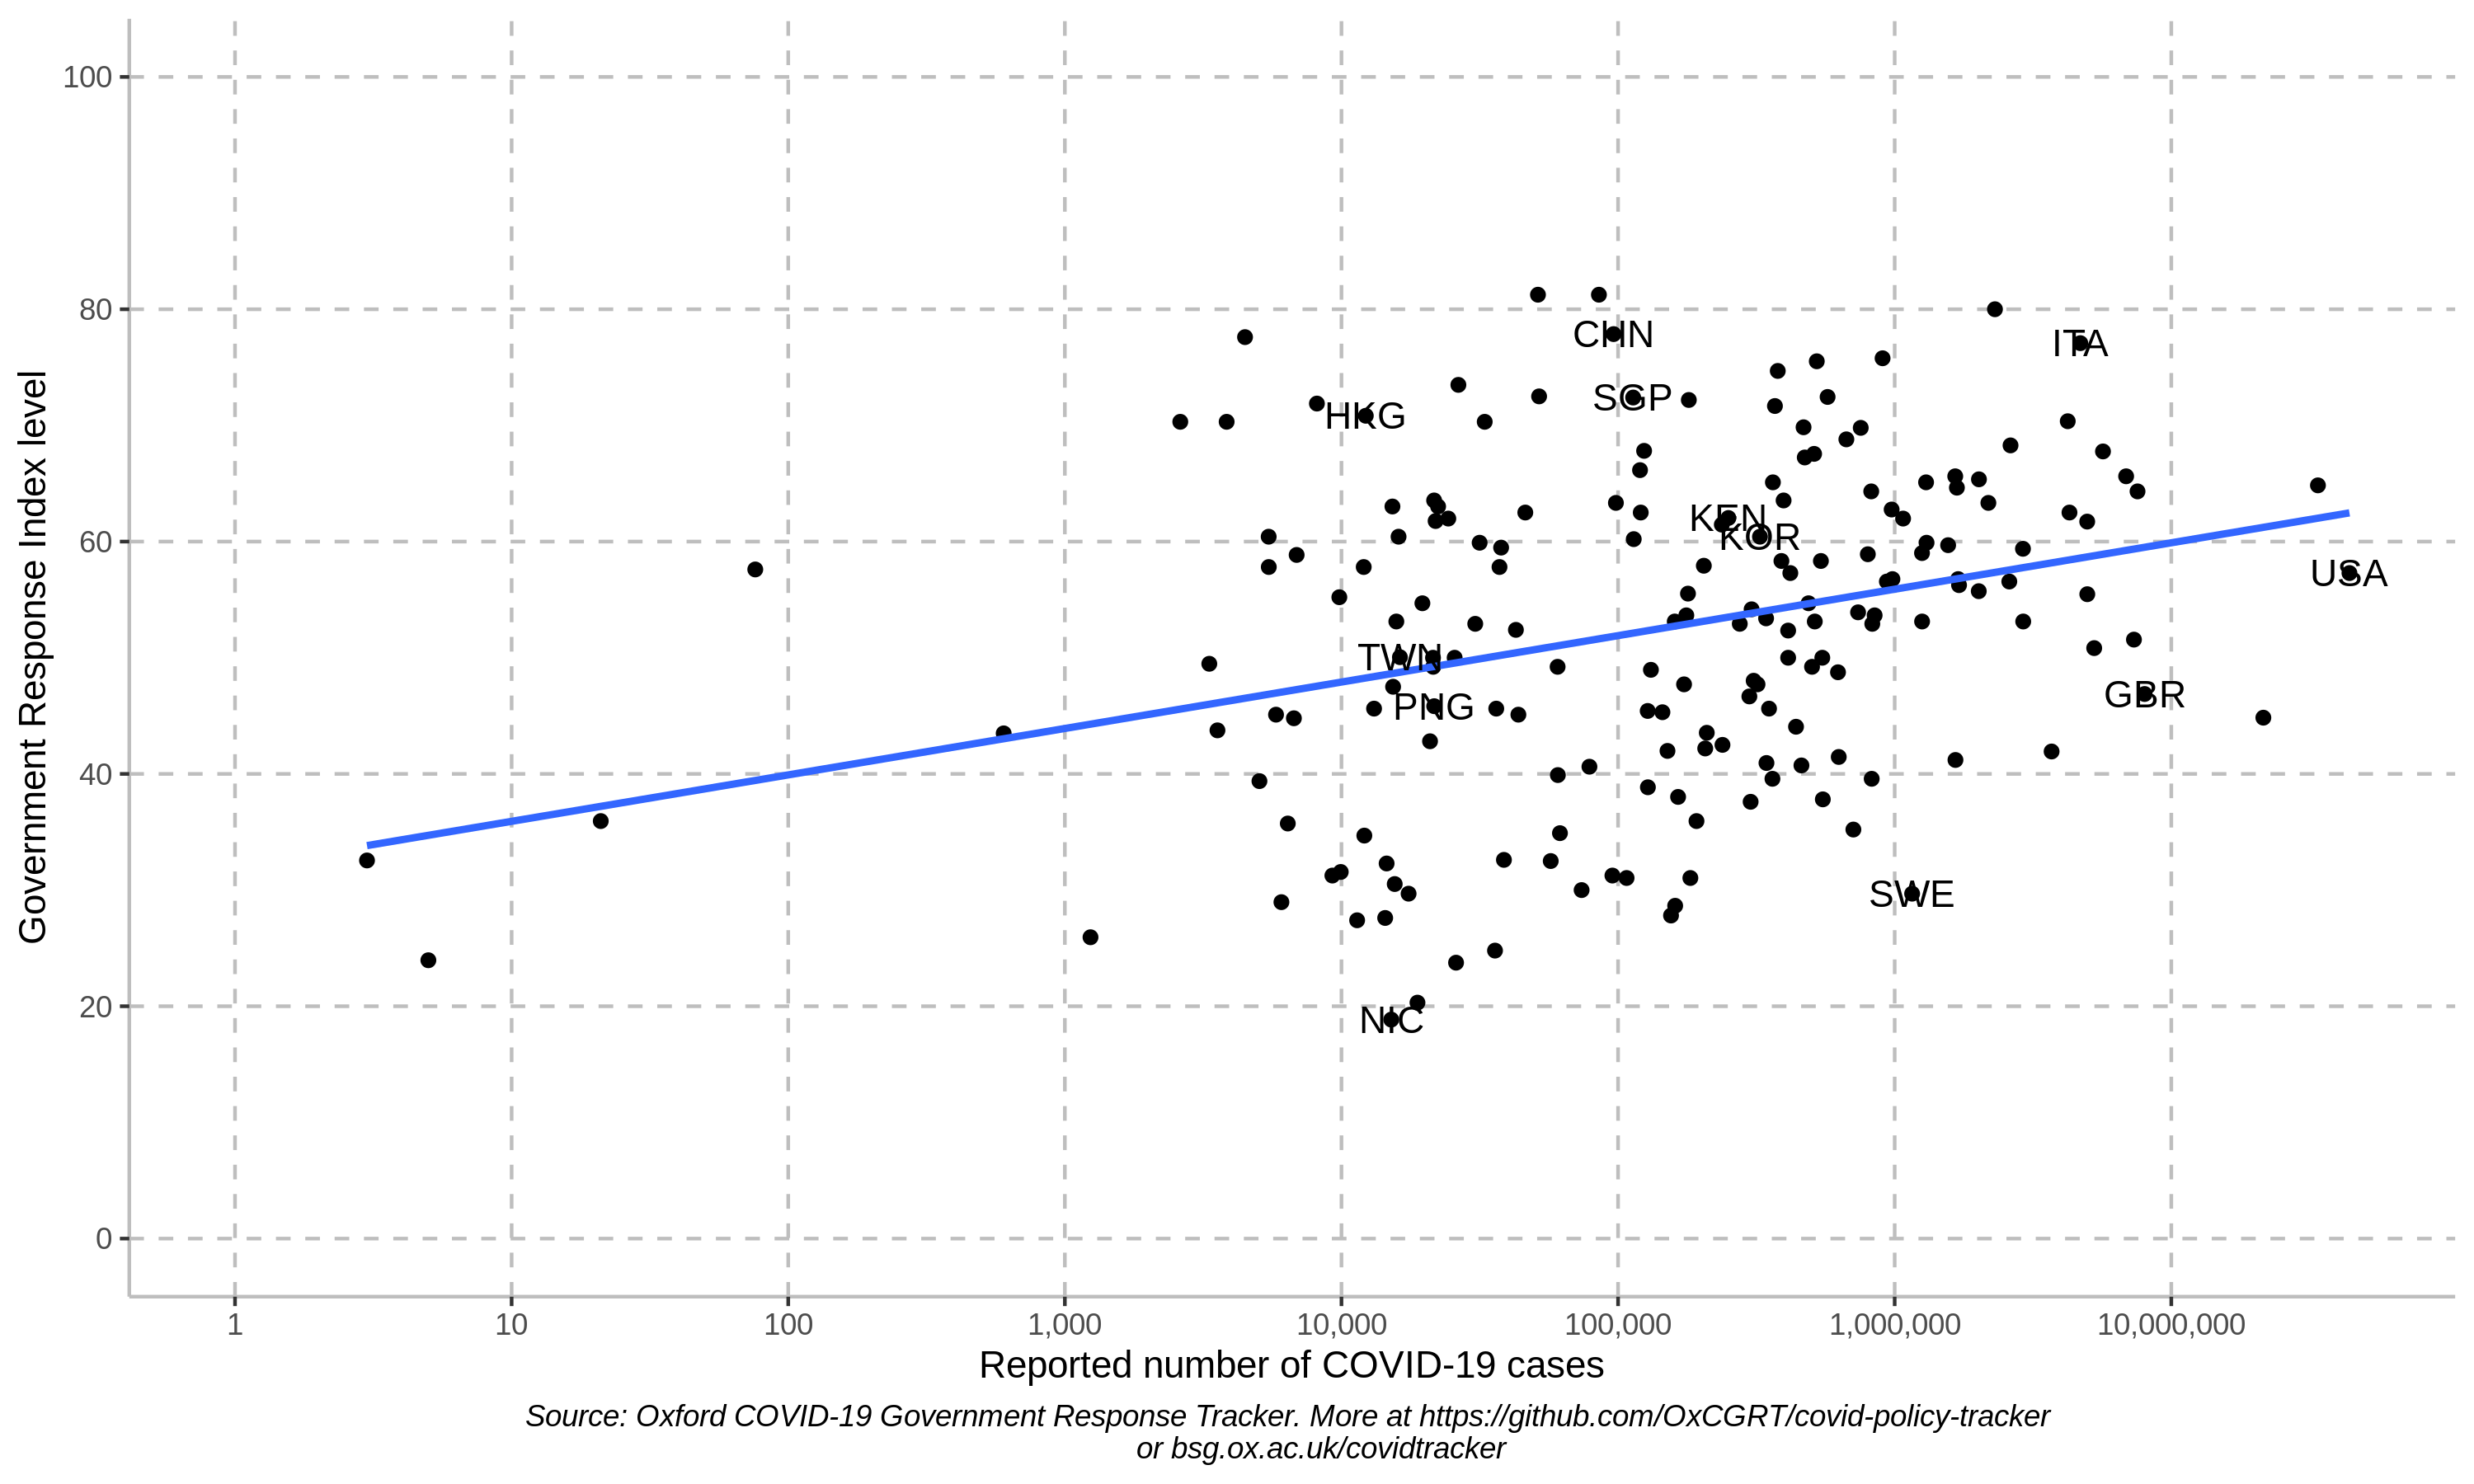 100
80
60
40
20
0
Government Response Index level
CHN
ITA
SGP
HKG
KEN
KOR
USA
TWN
PNG
GBR
SWE
NIC
1 10 100 1,000 10,000 100,000 1,000,000 10,000,000
Reported number of COVID-19 cases
Source: Oxford COVID-19 Government Response Tracker. More at https://github.com/OxCGRT/covid-policy-tracker
or bsg.ox.ac.uk/covidtracker